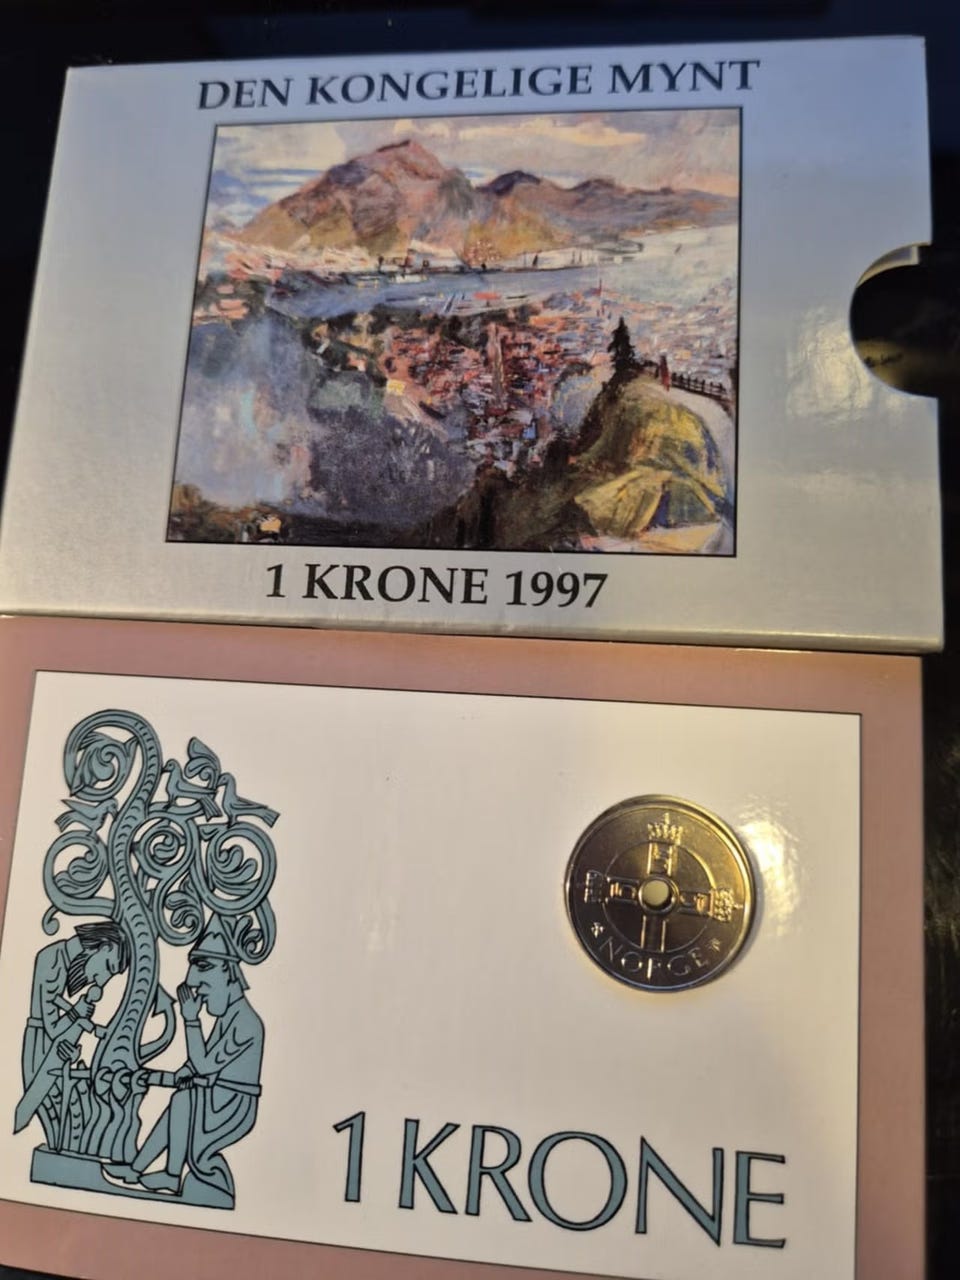 DEN KONGELIGE MYNT
1 KRONE 1997
NORGE
1 KRONE